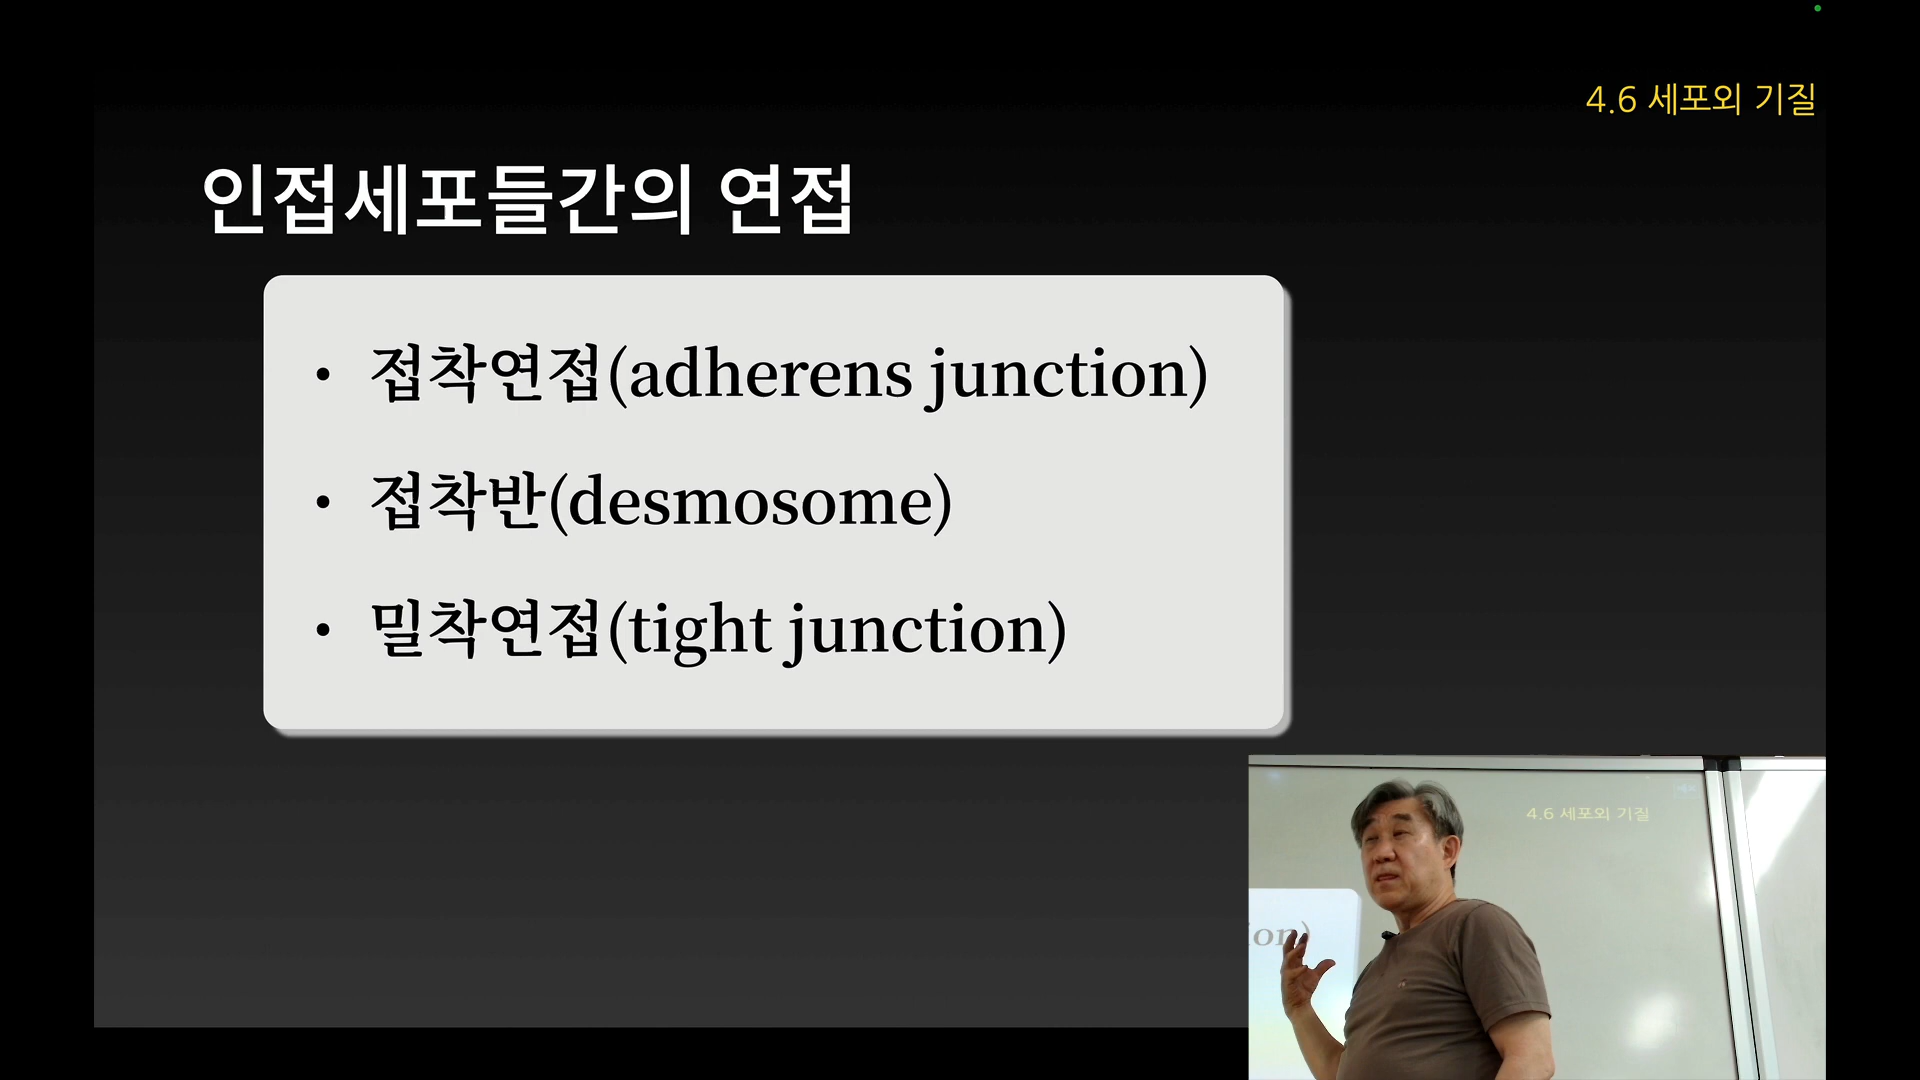 4.6 세포외 기질
인접세포들간의 연접
• 접착연접(adherens junction)
• 접착반(desmosome)
• 밀착연접(tight junction)
4.6 세포외 기질
ion)